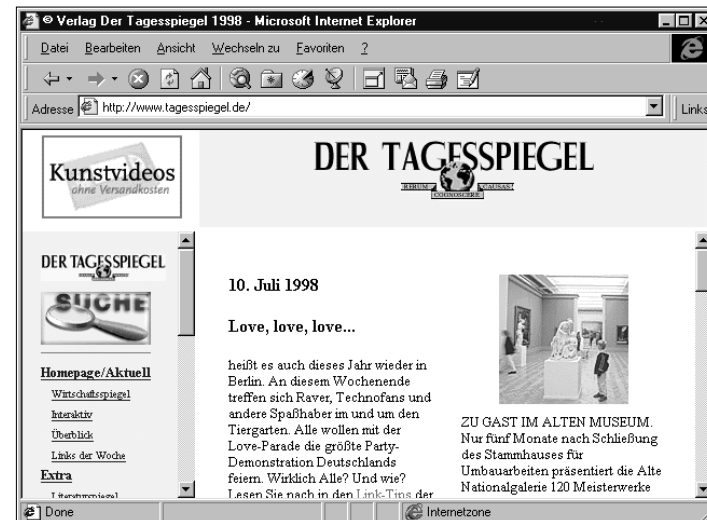 © Verlag Der Tagesspiegel 1998 - Microsoft Internet Explorer
Datei Bearbeiten Ansicht Wechseln zu Favoriten ?
Adresse http://www.tagesspiegel.de/ Links
Kunstvideos
ohne Versandkosten
DER TAGESSPIEGEL
RERUM CAUSAS
COGNOSCERE
DER TAGESSPIEGEL
SUCHE
Homepage/Aktuell
Wirtschaftsspiegel
Interaktiv
Überblick
Links der Woche
Extra
Literaturspiegel
10. Juli 1998
Love, love, love...
heißt es auch dieses Jahr wieder in
Berlin. An diesem Wochenende
treffen sich Raver, Technofans und
andere Spaßhaber im und um den
Tiergarten. Alle wollen mit der
Love-Parade die größte Party-
Demonstration Deutschlands
feiern. Wirklich Alle? Und wie?
Lesen Sie nach in den Link-Tips der
ZU GAST IM ALTEN MUSEUM.
Nur fünf Monate nach Schließung
des Stammhauses für
Umbauarbeiten präsentiert die Alte
Nationalgalerie 120 Meisterwerke
Done Internetzone